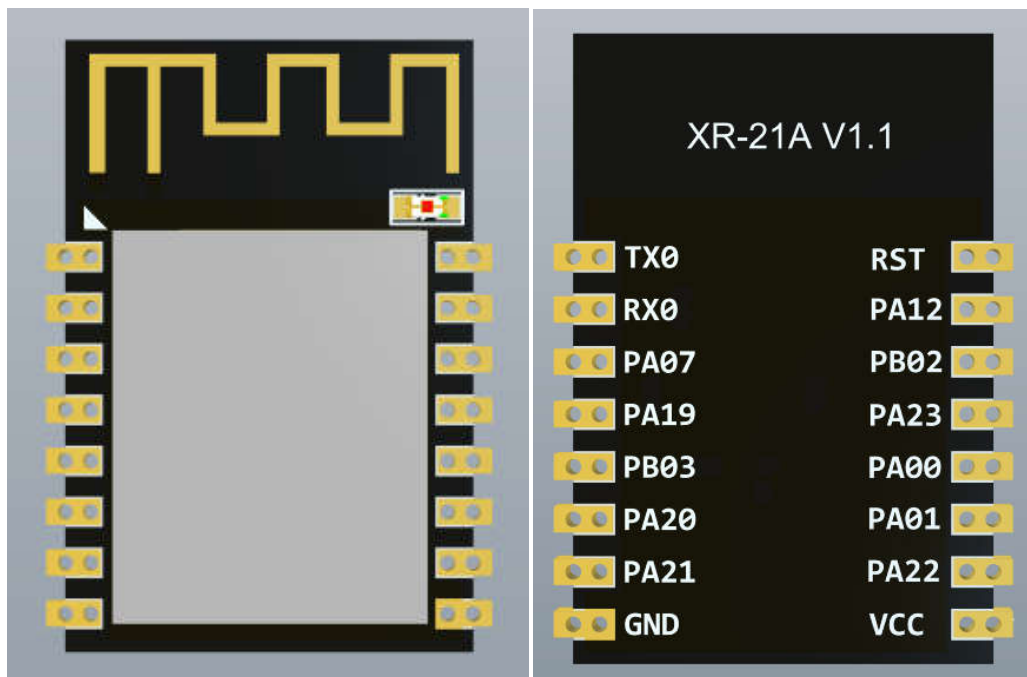 XR-21A V1.1
TX0 RST
RX0 PA12
PA07 PB02
PA19 PA23
PB03 PA00
PA20 PA01
PA21 PA22
GND VCC